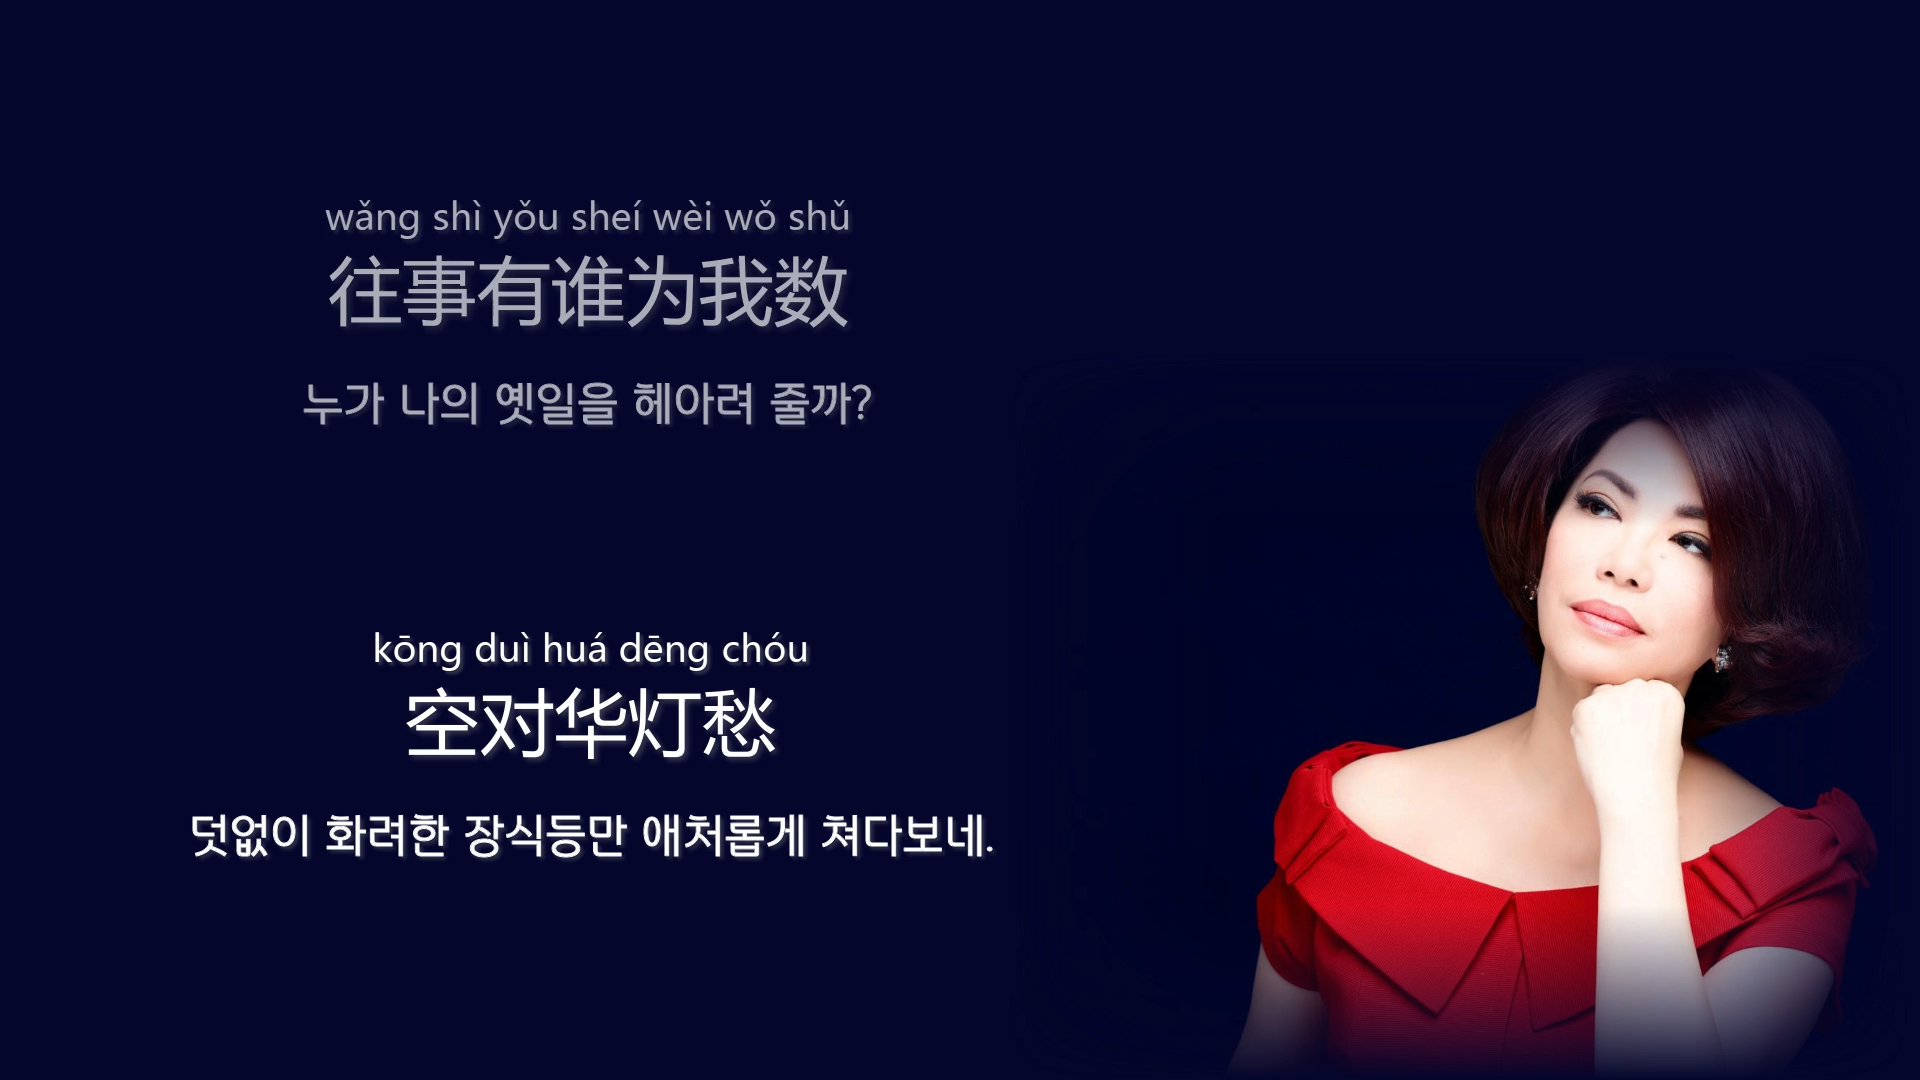 wǎng shì yǒu sheí wèi wǒ shǔ
往事有谁为我数
누가 나의 옛일을 헤아려 줄까?
kōng duì huá dēng chóu
空对华灯愁
덧없이 화려한 장식등만 애처롭게 쳐다보네.